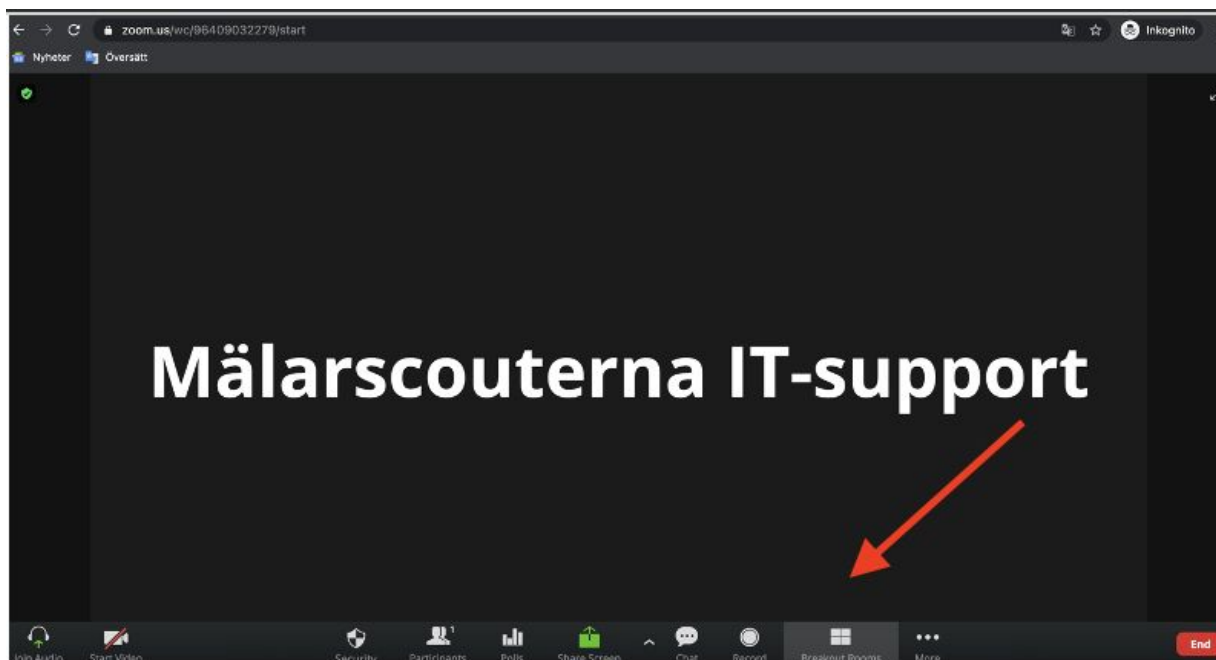 zoom.us/wc/96409032279/start
Inkognito
Nyheter Översätt
Mälarscouterna IT-support
1
Join Audio Start Video Security Participants Polls Share Screen Chat Record Breakout Rooms More End